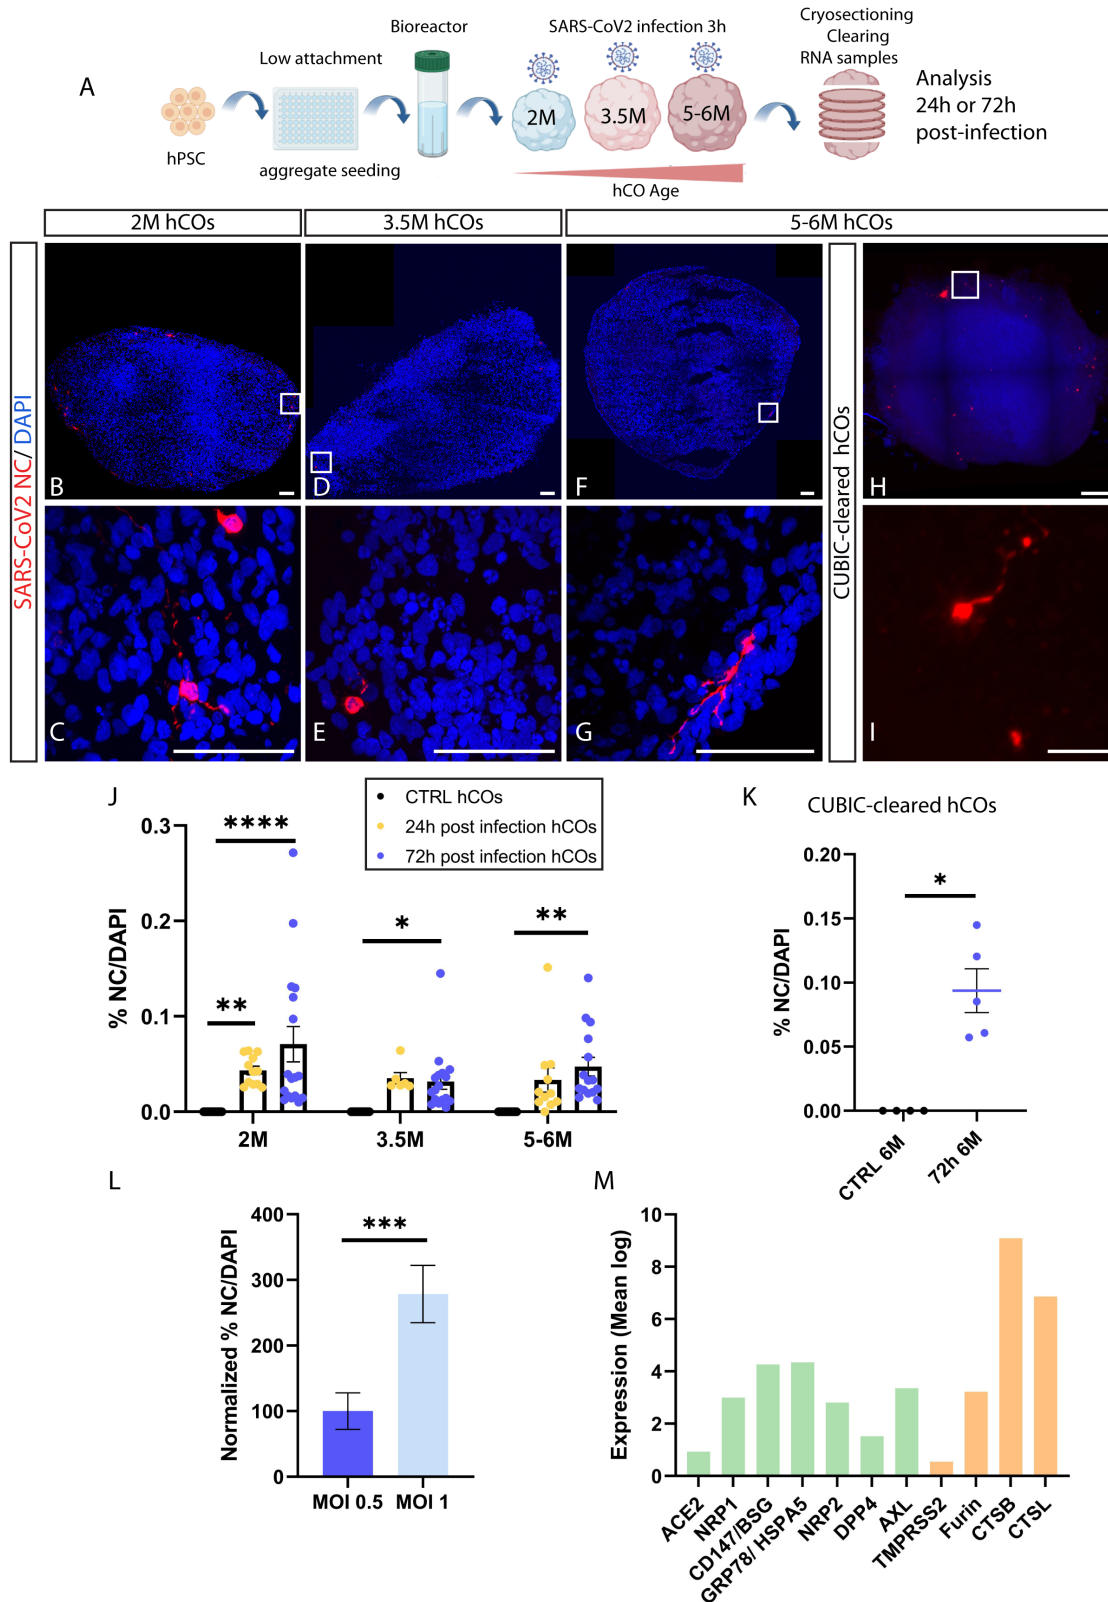 A
hPSC
Low attachment
aggregate seeding
Bioreactor
SARS-CoV2 infection 3h
2M
3.5M
5-6M
hCO Age
Cryosectioning
Clearing
RNA samples
Analysis
24h or 72h
post-infection
2M hCOs
3.5M hCOs
5-6M hCOs
SARS-CoV2 NC/ DAPI
CUBIC-cleared hCOs
B
D
F
H
C
E
G
I
J
CTRL hCOs
24h post infection hCOs
72h post infection hCOs
% NC/DAPI
0.3
0.2
0.1
0.0
**
****
*
**
2M
3.5M
5-6M
K
CUBIC-cleared hCOs
% NC/DAPI
0.20
0.15
0.10
0.05
0.00
*
CTRL 6M
72h 6M
L
Normalized % NC/DAPI
400
300
200
100
0
***
MOI 0.5
MOI 1
M
Expression (Mean log)
10
8
6
4
2
0
ACE2
NRP1
CD147/BSG
GRP78/ HSPA5
NRP2
DPP4
AXL
TMPRSS2
Furin
CTSB
CTSL